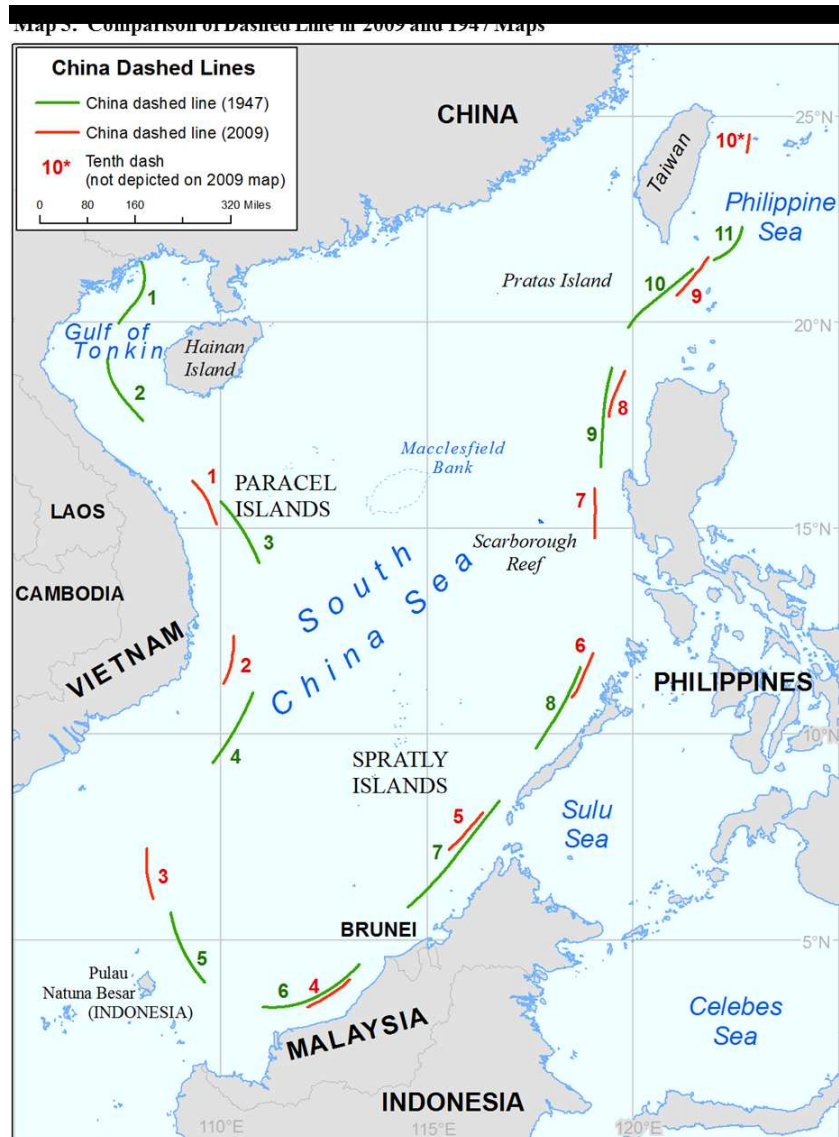 Map 5: Comparison of Dashed Line in 2009 and 1947 Maps
China Dashed Lines
China dashed line (1947)
China dashed line (2009)
10* Tenth dash
(not depicted on 2009 map)
0 80 160 320 Miles
CHINA
25°N
10*
Taiwan
Philippine
Sea
11
1
Pratas Island
10
9
20°N
Gulf of
Tonkin
Hainan
Island
2
8
9
Macclesfield
Bank
1
PARACEL
ISLANDS
7
LAOS
15°N
3
Scarborough
Reef
CAMBODIA
South
China Sea
VIETNAM
2
6
PHILIPPINES
8
4
10°N
SPRATLY
ISLANDS
5
Sulu
Sea
7
3
BRUNEI
5°N
5
Pulau
Natuna Besar
(INDONESIA)
6
4
Celebes
Sea
MALAYSIA
INDONESIA
110°E
115°E
120°E